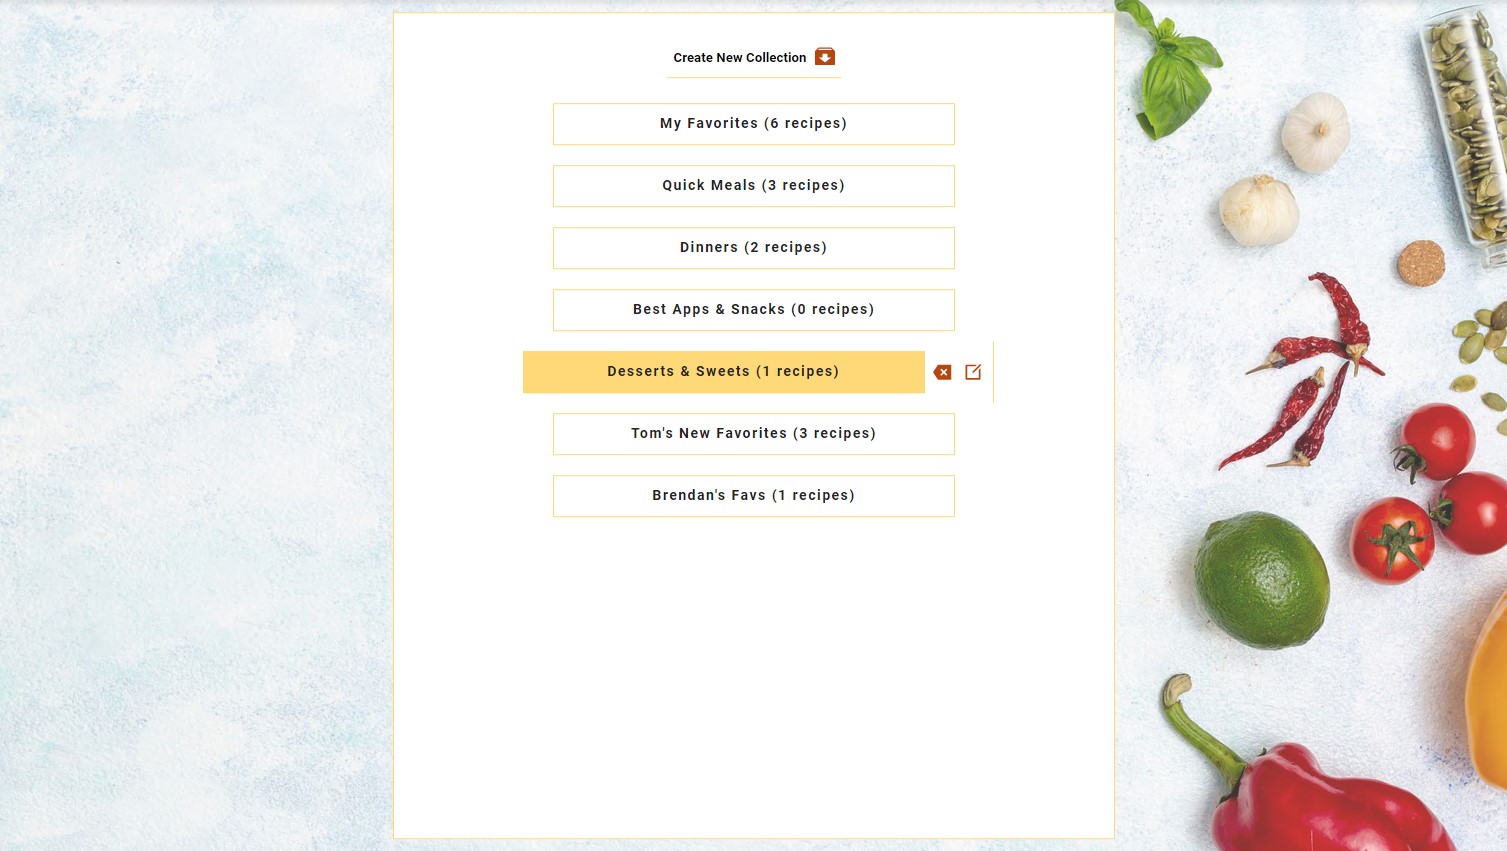 Create New Collection
My Favorites (6 recipes)
Quick Meals (3 recipes)
Dinners (2 recipes)
Best Apps & Snacks (0 recipes)
Desserts & Sweets (1 recipes)
Tom's New Favorites (3 recipes)
Brendan's Favs (1 recipes)